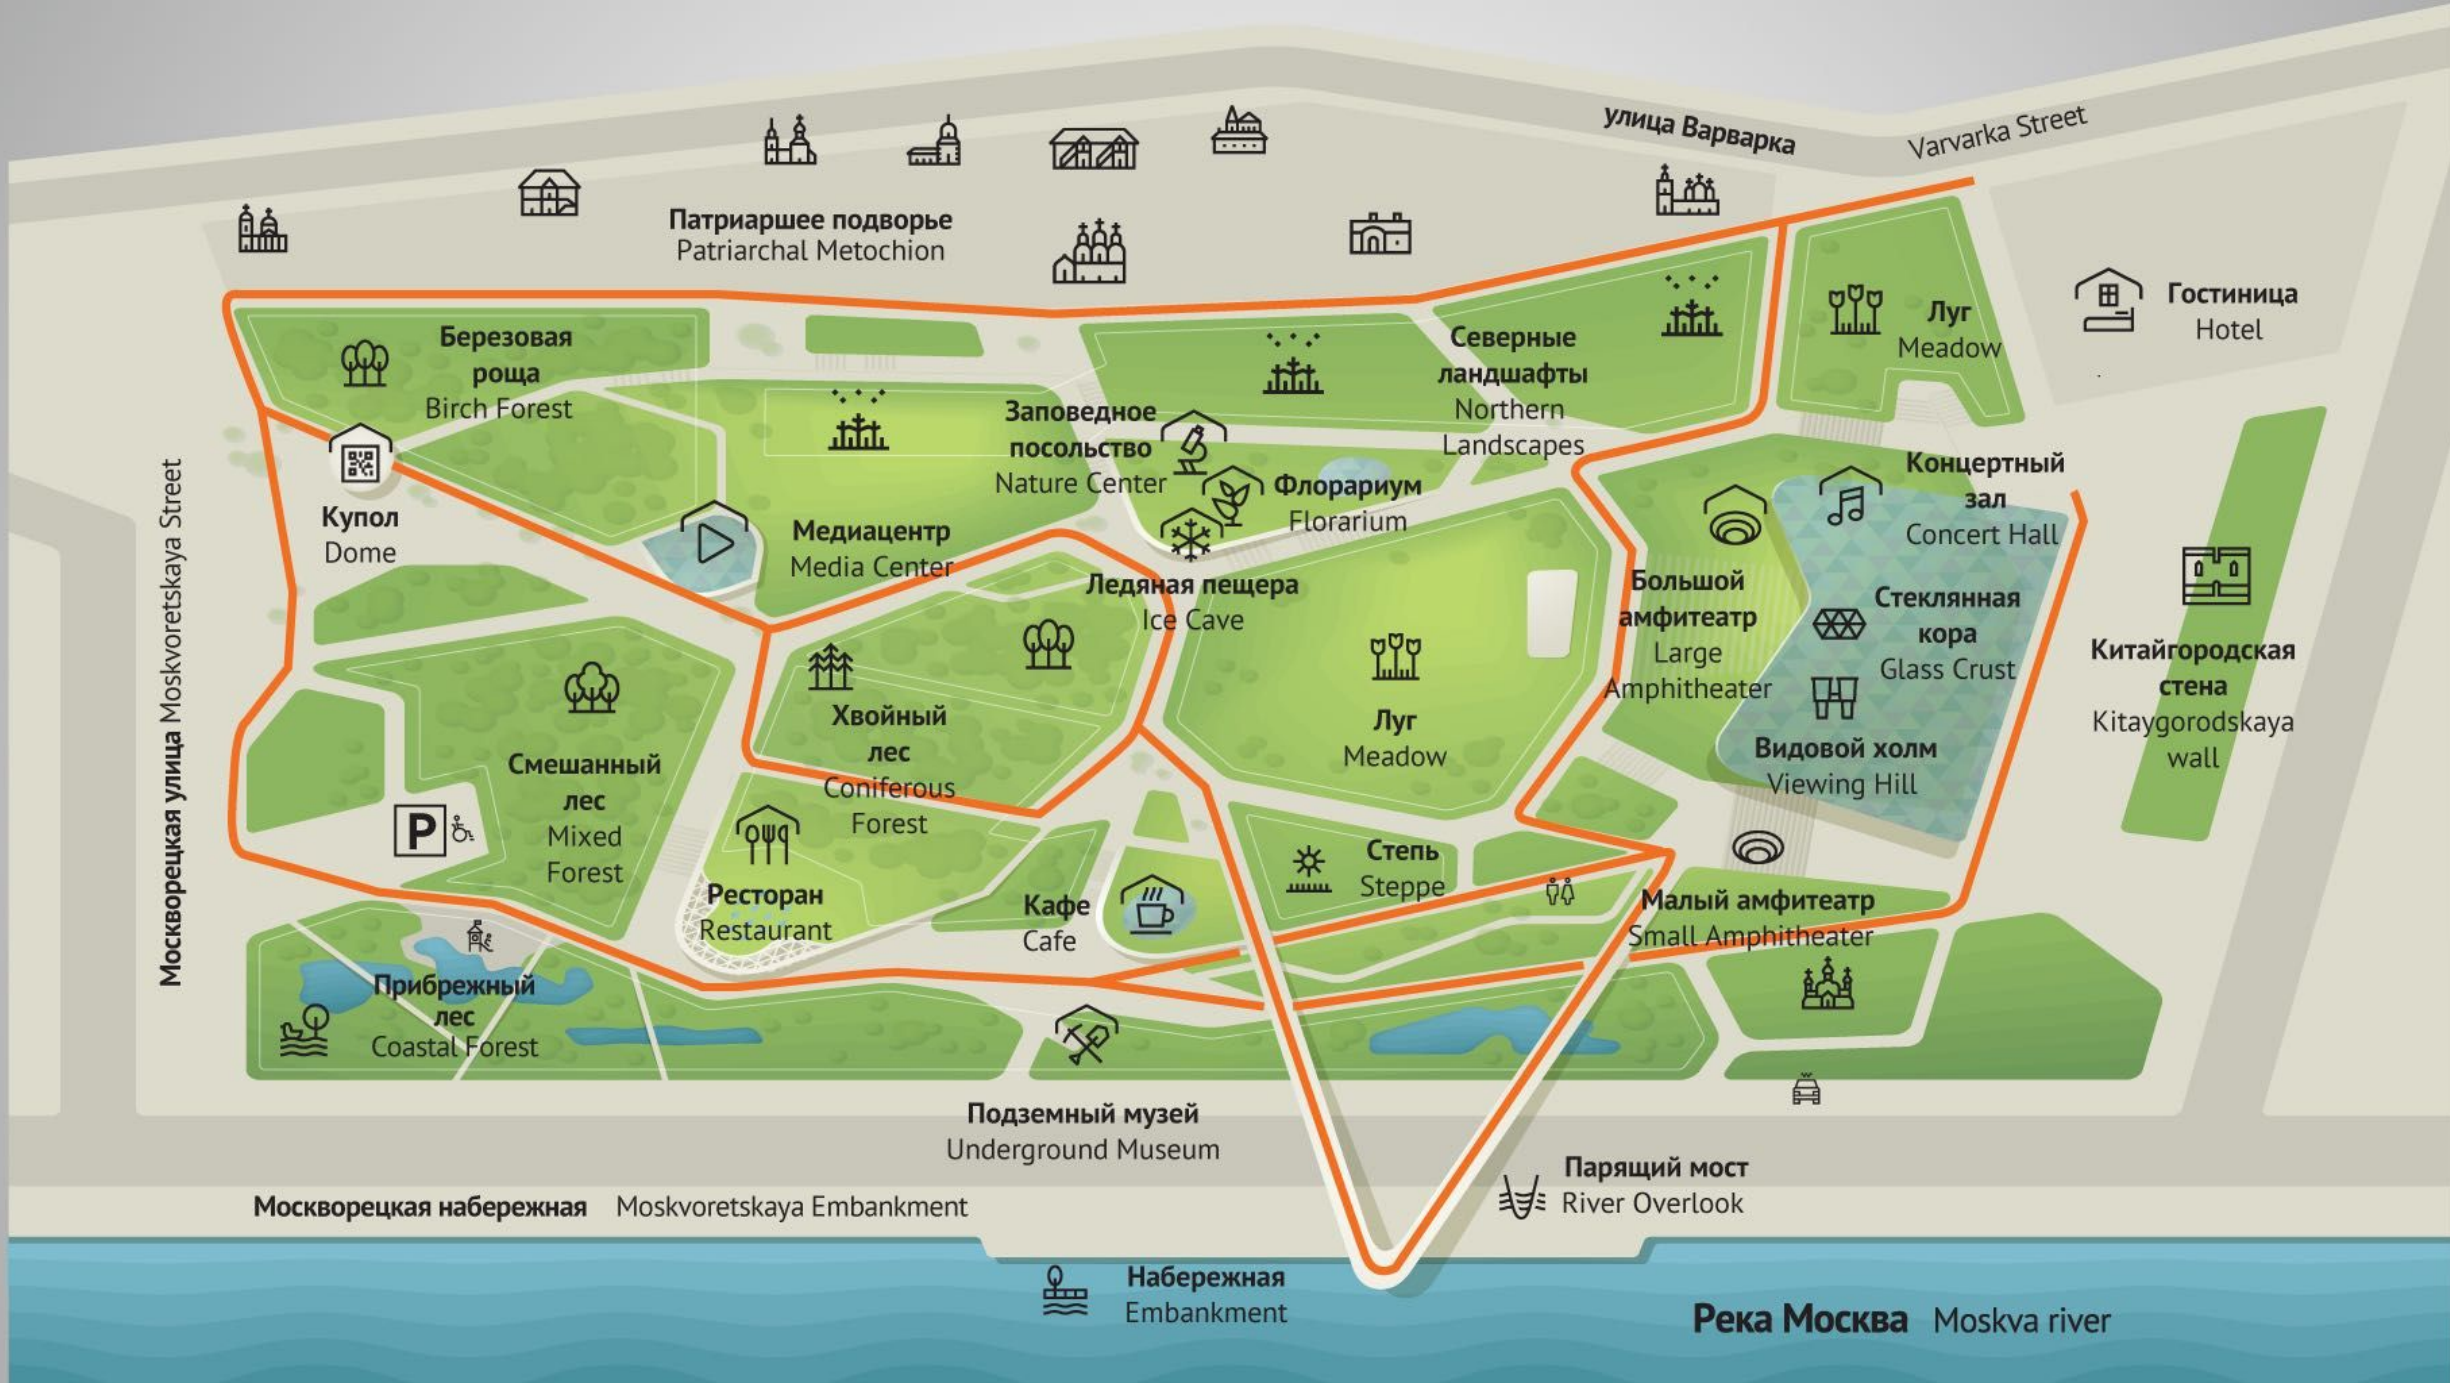 улица Варварка
Varvarka Street
Патриаршее подворье
Patriarchal Metochion
Гостиница
Hotel
Березовая
роща
Birch Forest
Северные
ландшафты
Northern
Landscapes
Луг
Meadow
Заповедное
посольство
Nature Center
Флорариум
Florarium
Концертный
зал
Concert Hall
Купол
Dome
Медиацентр
Media Center
Ледяная пещера
Ice Cave
Большой
амфитеатр
Large
Amphitheater
Стеклянная
кора
Glass Crust
Китайгородская
стена
Kitaygorodskaya
wall
Москворецкая улица Moskvoretskaya Street
Смешанный
лес
Mixed
Forest
Хвойный
лес
Coniferous
Forest
Луг
Meadow
Видовой холм
Viewing Hill
P
Ресторан
Restaurant
Кафе
Cafe
Степь
Steppe
Малый амфитеатр
Small Amphitheater
Прибрежный
лес
Coastal Forest
Подземный музей
Underground Museum
Парящий мост
River Overlook
Москворецкая набережная Moskvoretskaya Embankment
Набережная
Embankment
Река Москва Moskva river